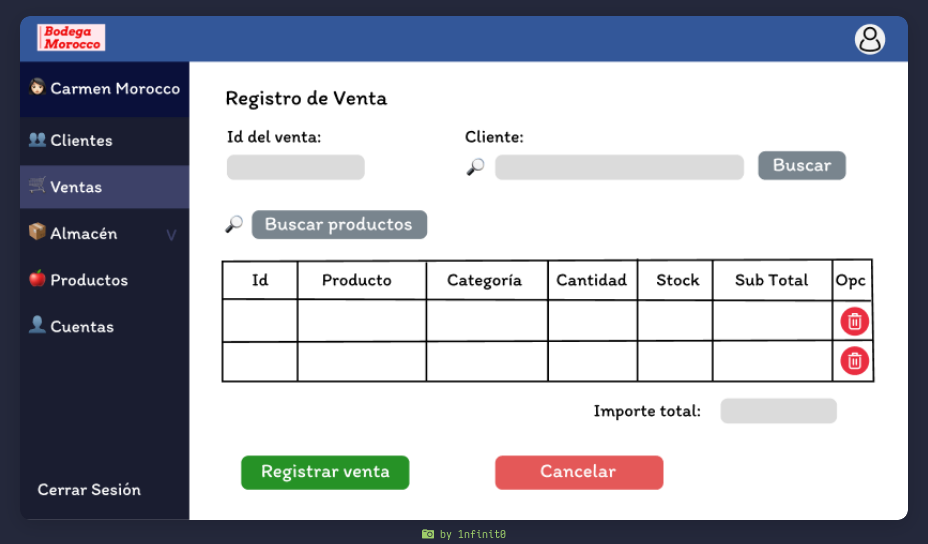 Bodega
Morocco
Carmen Morocco
Clientes
Ventas
Almacén V
Productos
Cuentas
Cerrar Sesión
Registro de Venta
Id del venta:
Cliente:
Buscar
Buscar productos
Id Producto Categoría Cantidad Stock Sub Total Opc
Importe total:
Registrar venta
Cancelar
by 1nfinit0